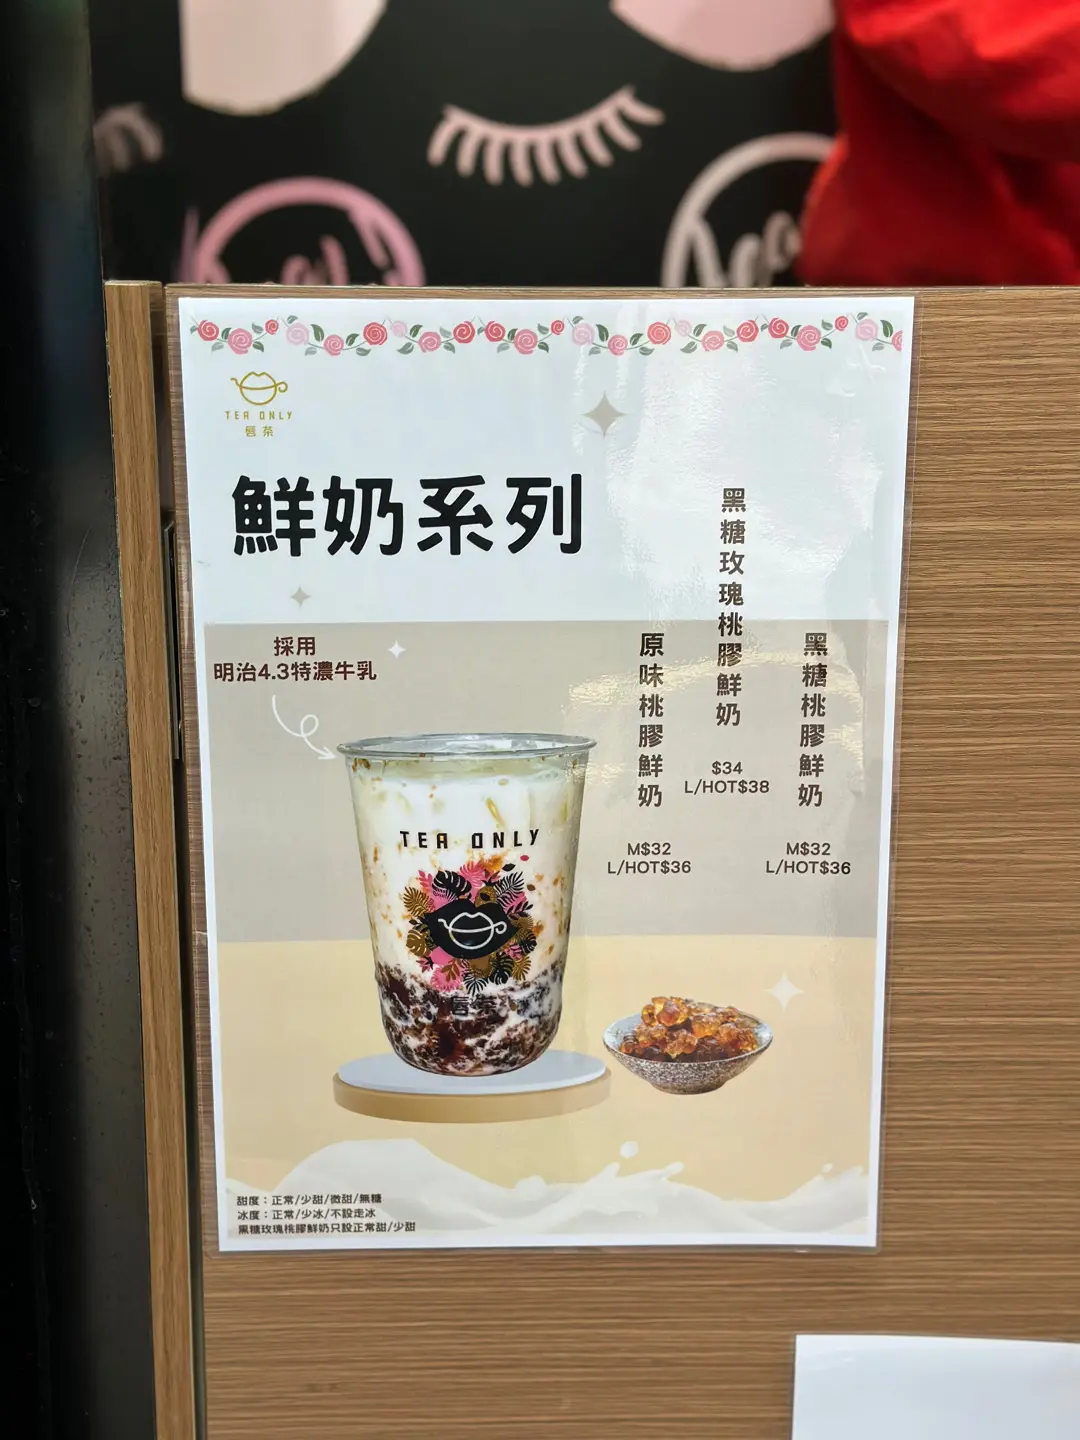 TEA ONLY
唇茶
鮮奶系列
採用
明治4.3特濃牛乳
原味桃膠鮮奶
M$32
L/HOT$36
黑糖玫瑰桃膠鮮奶
$34
L/HOT$38
黑糖桃膠鮮奶
M$32
L/HOT$36
TEA ONLY
唇茶
甜度：正常/少甜/微甜/無糖
冰度：正常/少冰/不設走冰
黑糖玫瑰桃膠鮮奶只設正常甜/少甜